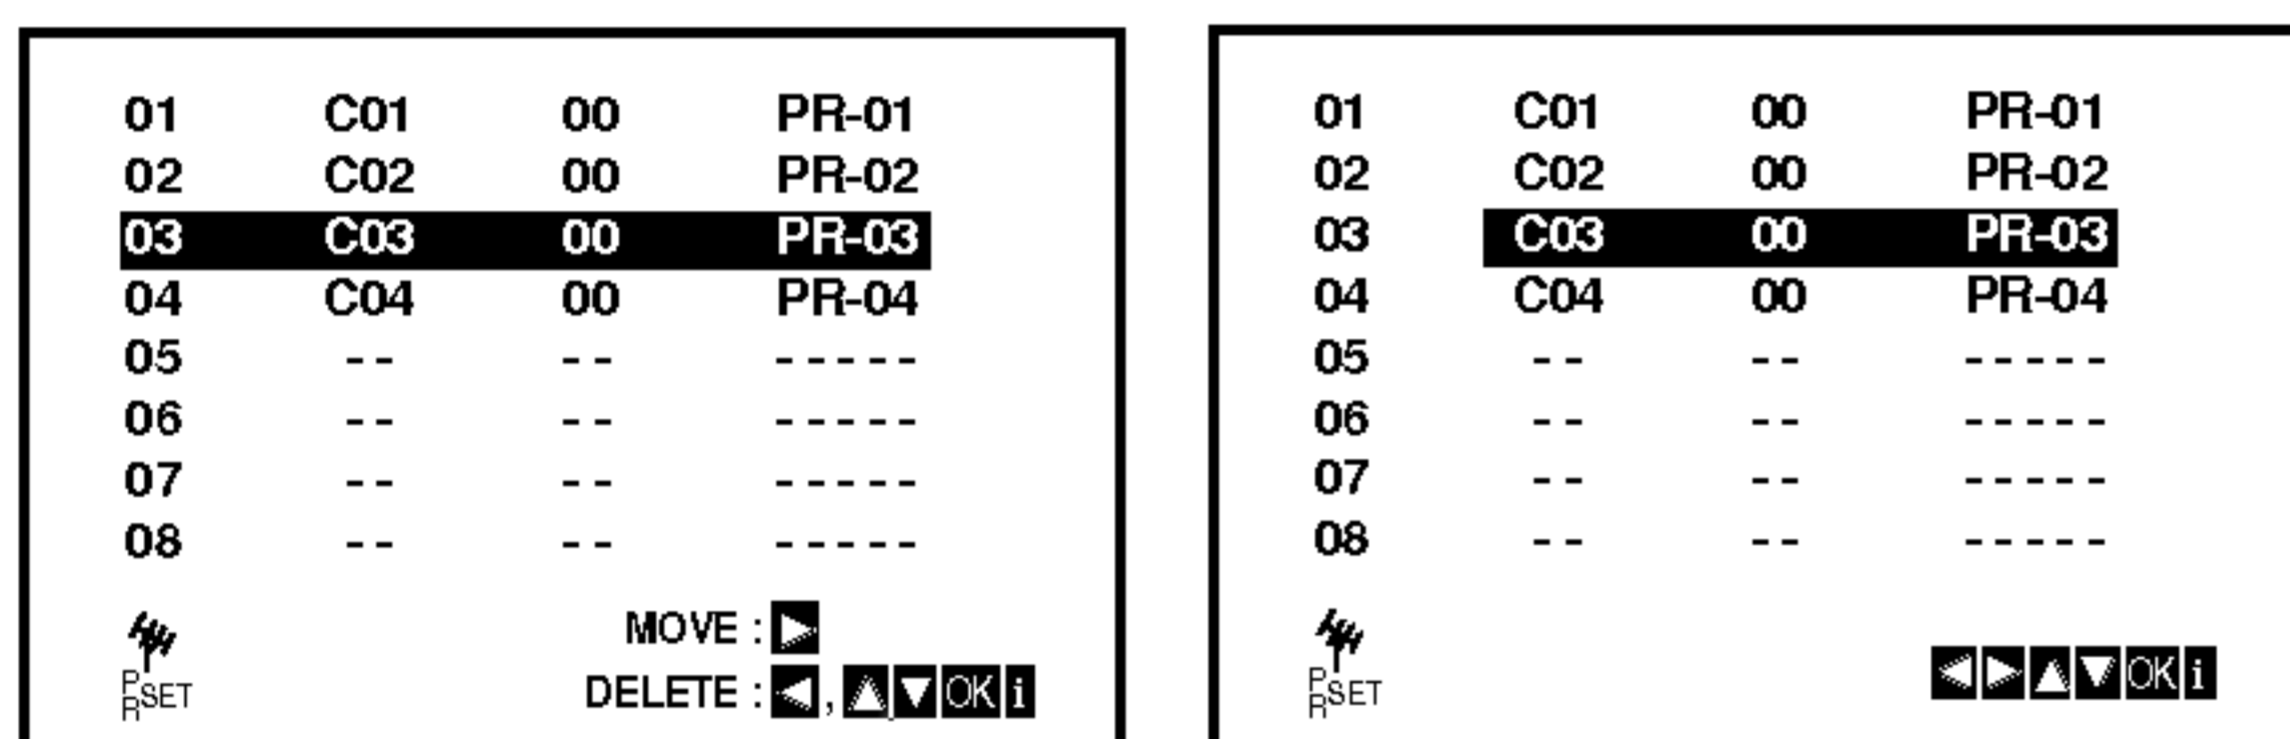 01 C01 00 PR-01
02 C02 00 PR-02
03 C03 00 PR-03
04 C04 00 PR-04
05 -- -- -----
06 -- -- -----
07 -- -- -----
08 -- -- -----
MOVE : ▷
PR SET
DELETE : ◁ , △ ▽ OK i
01 C01 00 PR-01
02 C02 00 PR-02
03 C03 00 PR-03
04 C04 00 PR-04
05 -- -- -----
06 -- -- -----
07 -- -- -----
08 -- -- -----
PR SET
◁ ▷ △ ▽ OK i